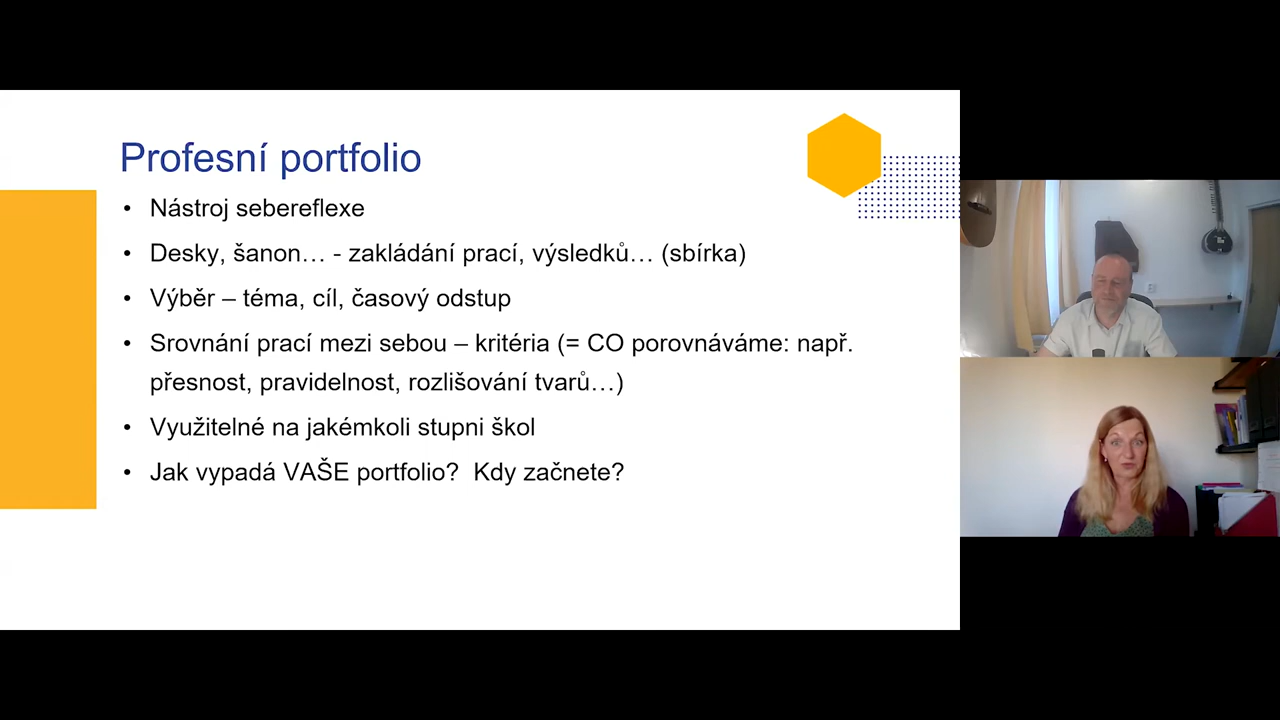 Profesní portfolio
• Nástroj sebereflexe
• Desky, šanon… - zakládání prací, výsledků… (sbírka)
• Výběr – téma, cíl, časový odstup
• Srovnání prací mezi sebou – kritéria (= CO porovnáváme: např.
přesnost, pravidelnost, rozlišování tvarů…)
• Využitelné na jakémkoli stupni škol
• Jak vypadá VAŠE portfolio?  Kdy začnete?